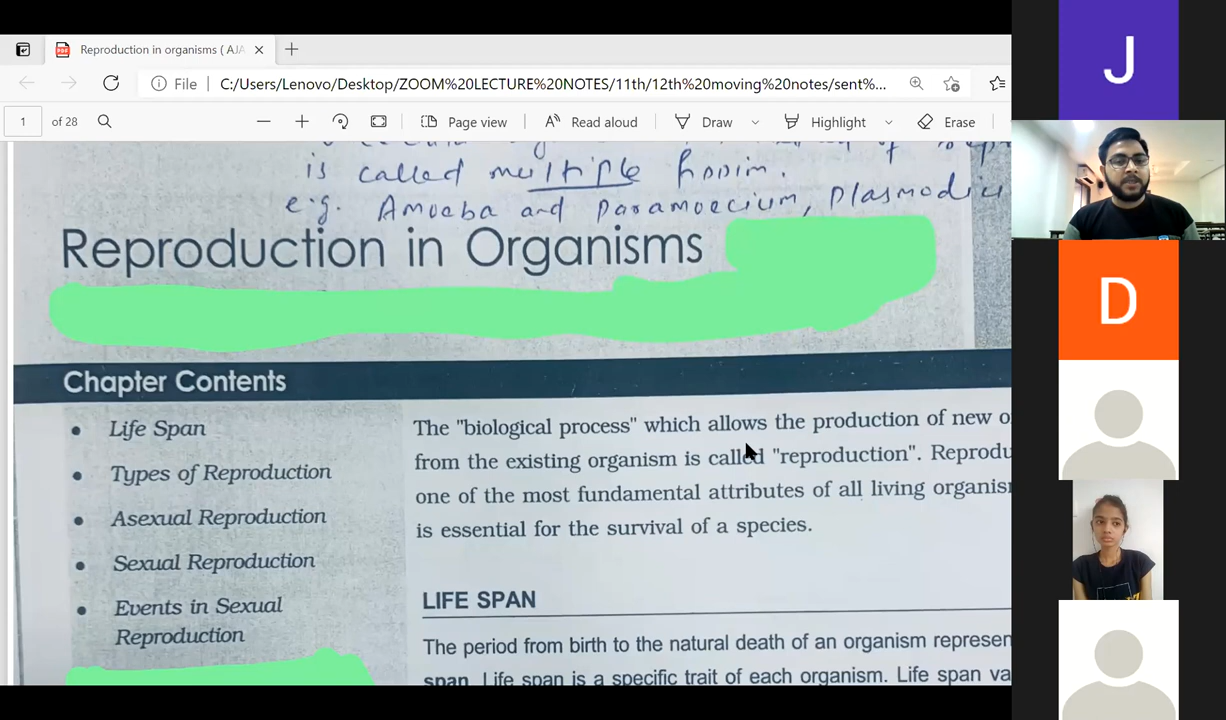 Reproduction in organisms ( AJA
File
C:/Users/Lenovo/Desktop/ZOOM%20LECTURE%20NOTES/11th/12th%20moving%20notes/sent%...
1 of 28
Page view
Read aloud
Draw
Highlight
Erase
is called multiple fission.
e.g. Amoeba and Paramoecium,
Reproduction in Organisms
Chapter Contents
Life Span
Types of Reproduction
Asexual Reproduction
Sexual Reproduction
Events in Sexual
Reproduction
The "biological process" which allows the production of new o
from the existing organism is called "reproduction". Reprodu
one of the most fundamental attributes of all living organis
is essential for the survival of a species.
LIFE SPAN
The period from birth to the natural death of an organism represen
span. Life span is a specific trait of each organism. Life span va
J
D